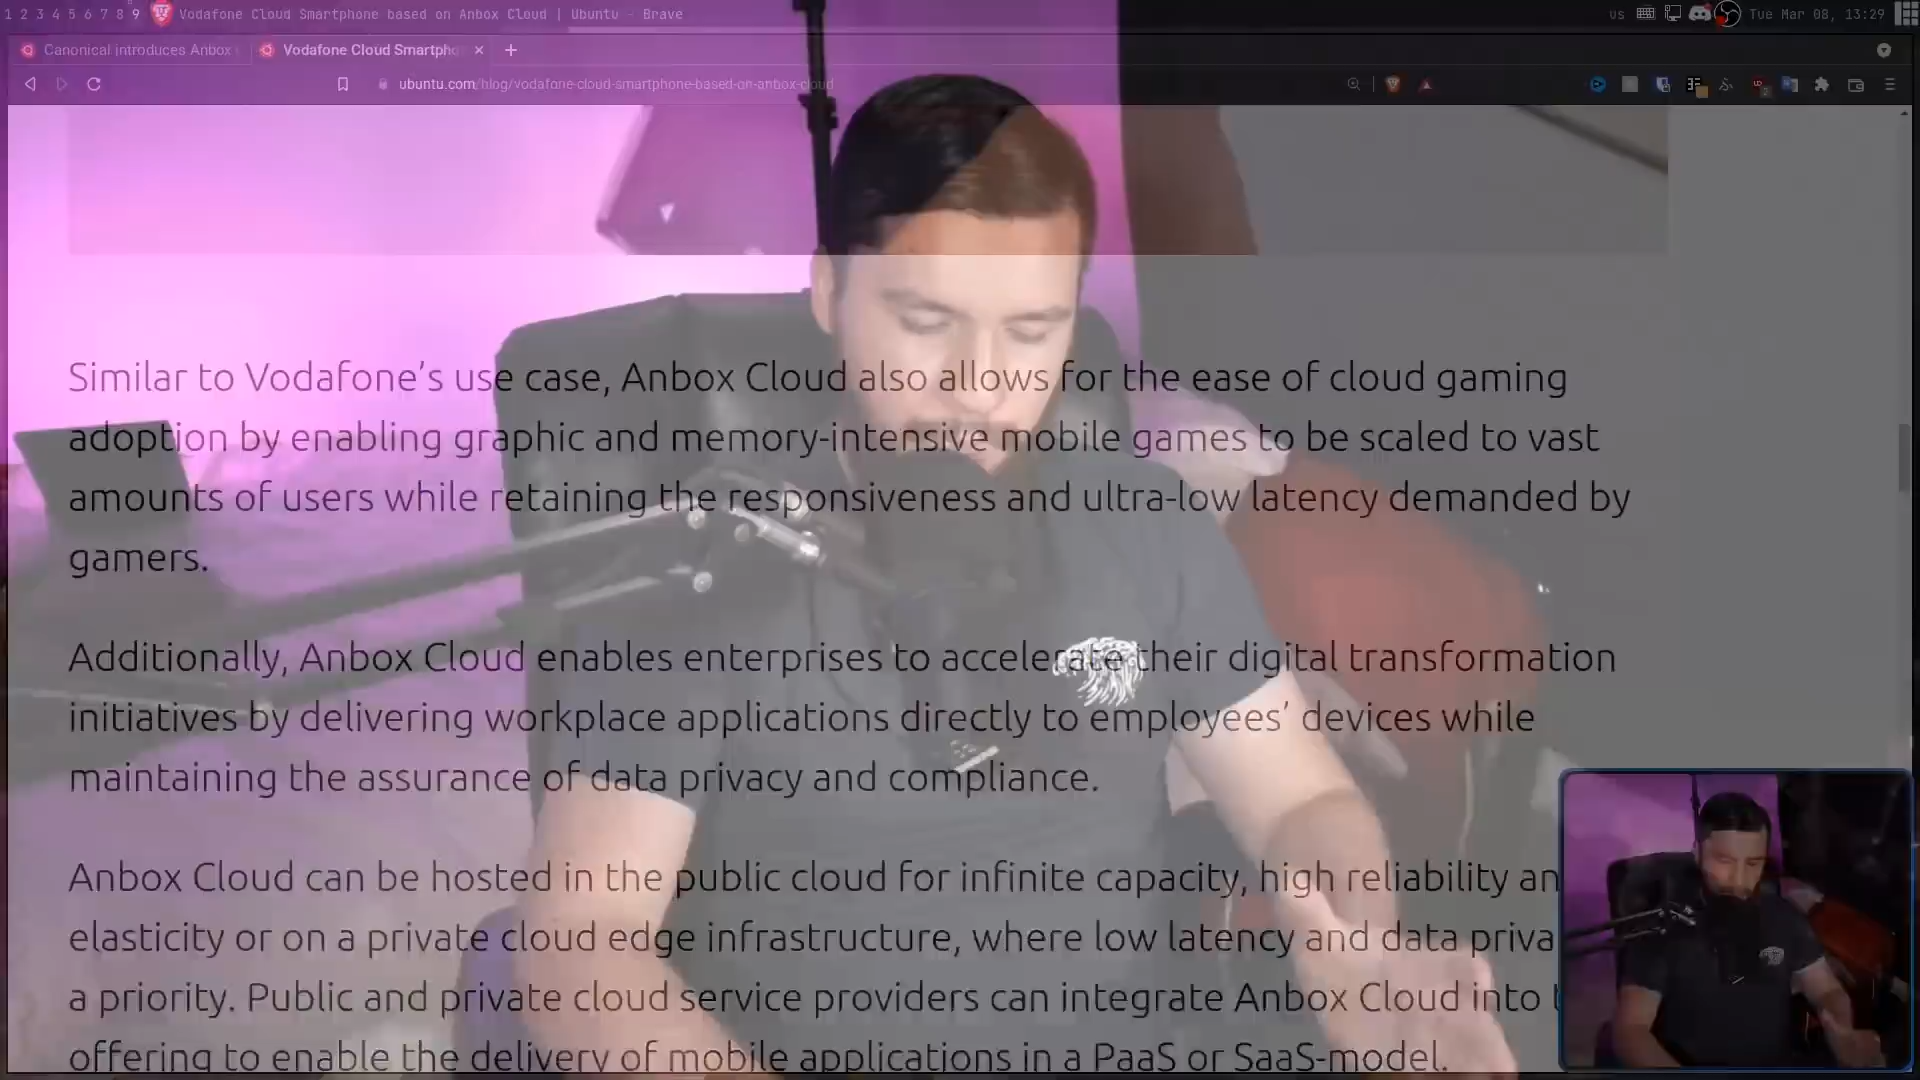 1 2 3 4 5 6 7 8 9 Vodafone Cloud Smartphone based on Anbox Cloud | Ubuntu - Brave us Tue Mar 08, 13:29
Canonical introduces Anbox Vodafone Cloud Smartpho
ubuntu.com/blog/vodafone-cloud-smartphone-based-on-anbox-cloud
Similar to Vodafone’s use case, Anbox Cloud also allows for the ease of cloud gaming
adoption by enabling graphic and memory-intensive mobile games to be scaled to vast
amounts of users while retaining the responsiveness and ultra-low latency demanded by
gamers.
Additionally, Anbox Cloud enables enterprises to accelerate their digital transformation
initiatives by delivering workplace applications directly to employees’ devices while
maintaining the assurance of data privacy and compliance.
Anbox Cloud can be hosted in the public cloud for infinite capacity, high reliability an
elasticity or on a private cloud edge infrastructure, where low latency and data priva
a priority. Public and private cloud service providers can integrate Anbox Cloud into
offering to enable the delivery of mobile applications in a PaaS or SaaS-model.